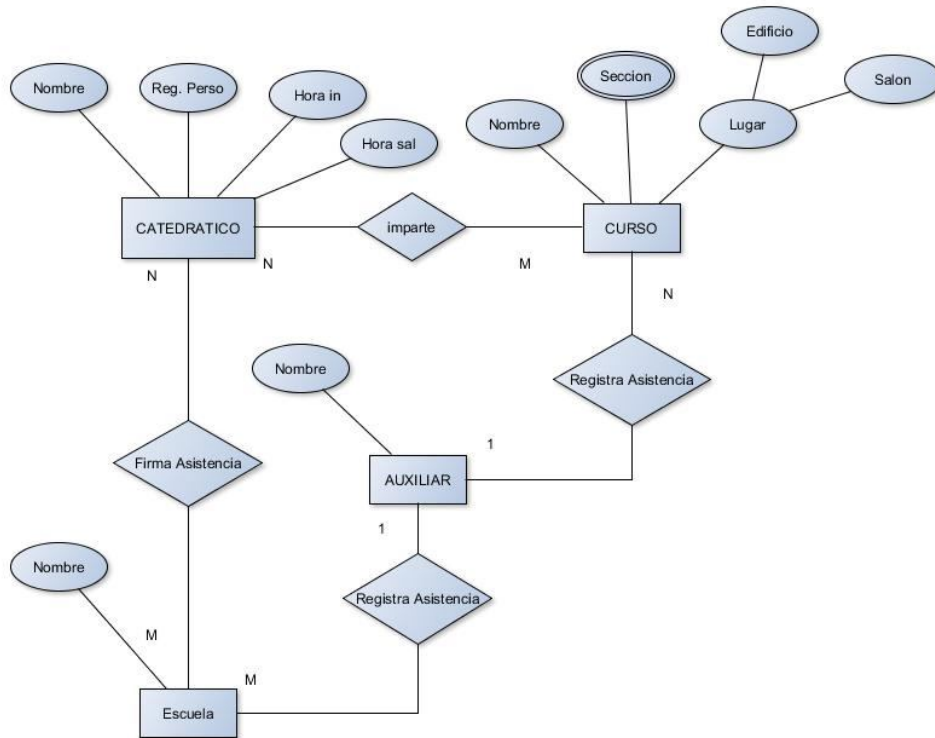 Edificio
Seccion
Salon
Nombre
Reg. Perso
Hora in
Nombre
Lugar
Hora sal
CATEDRATICO
imparte
CURSO
N
N
M
N
Nombre
Registra Asistencia
1
Firma Asistencia
AUXILIAR
1
Nombre
Registra Asistencia
M
M
Escuela